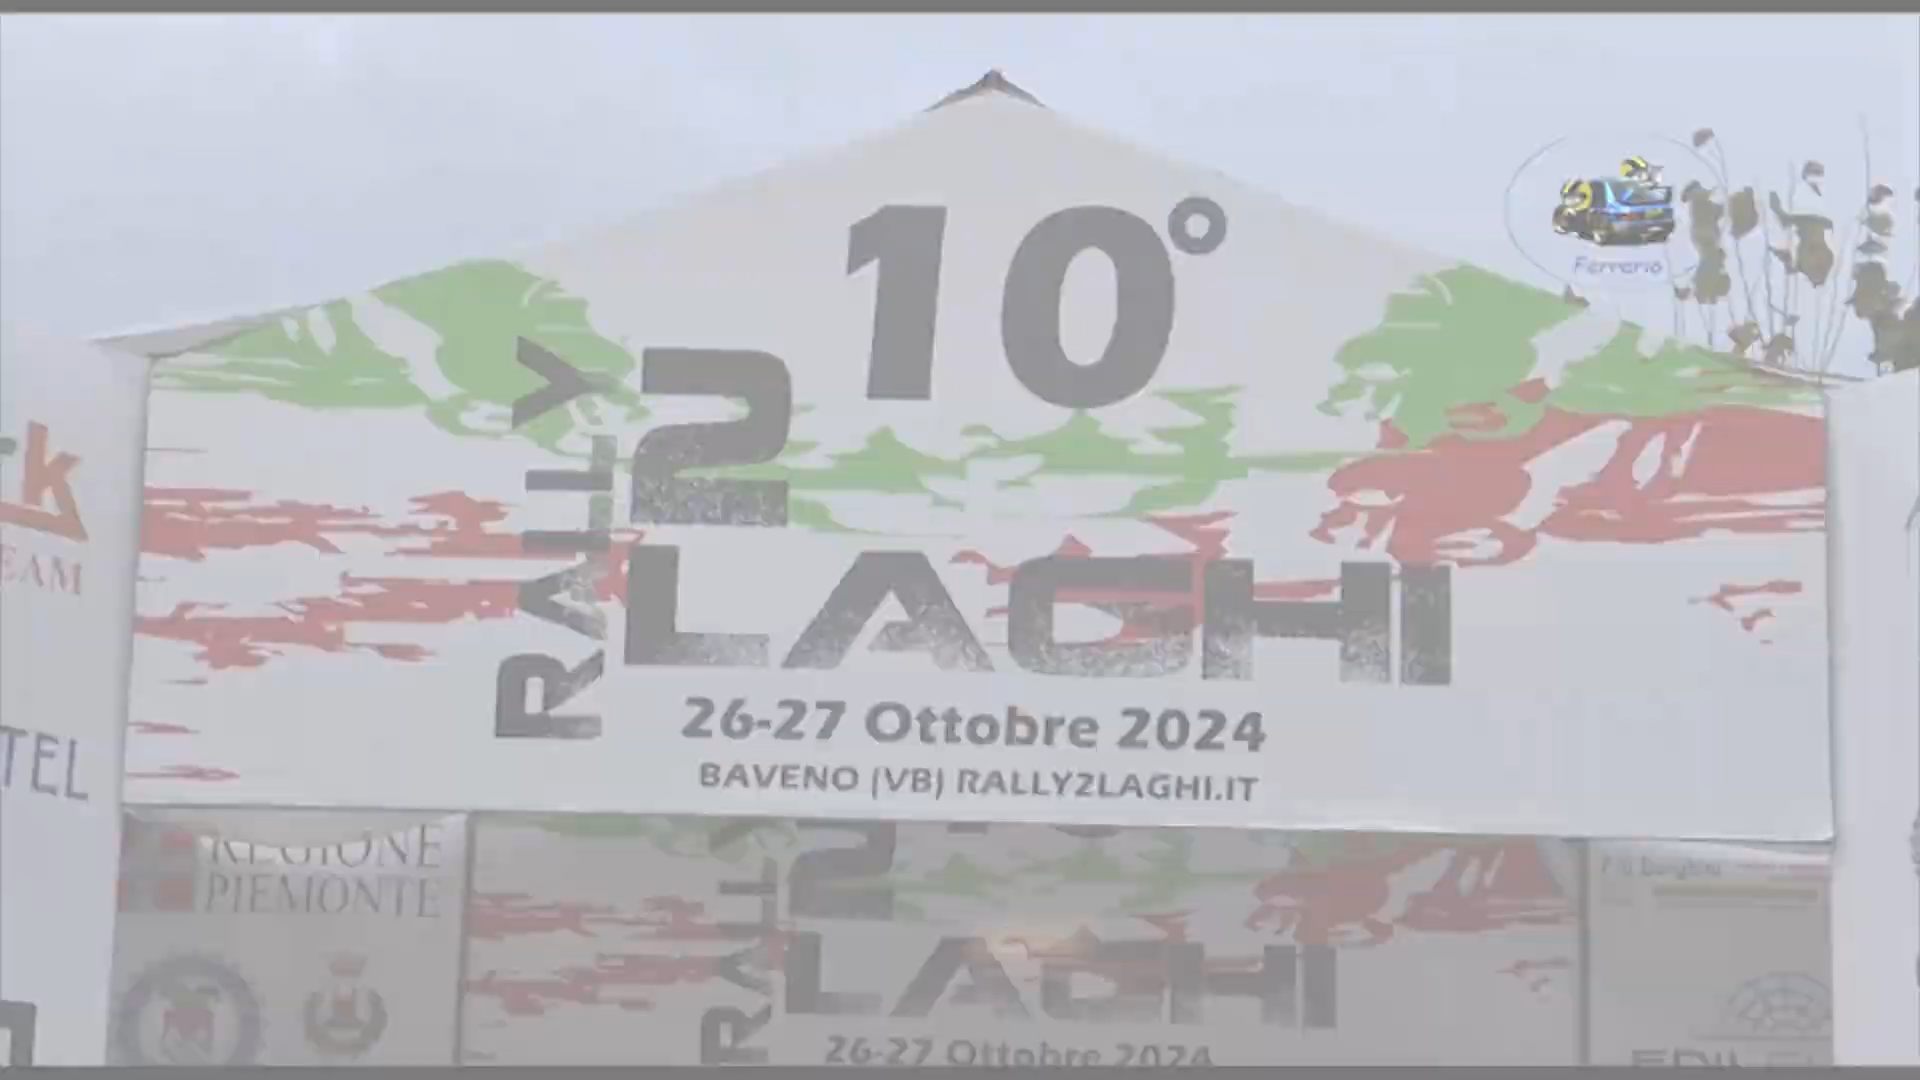 10°
RALLY
2
LAGHI
26-27 Ottobre 2024
BAVENO (VB) RALLY2LAGHI.IT
Ferrario
k
EAM
TEL
REGIONE
PIEMONTE
RALLY
2
LAGHI
26-27 Ottobre 2024